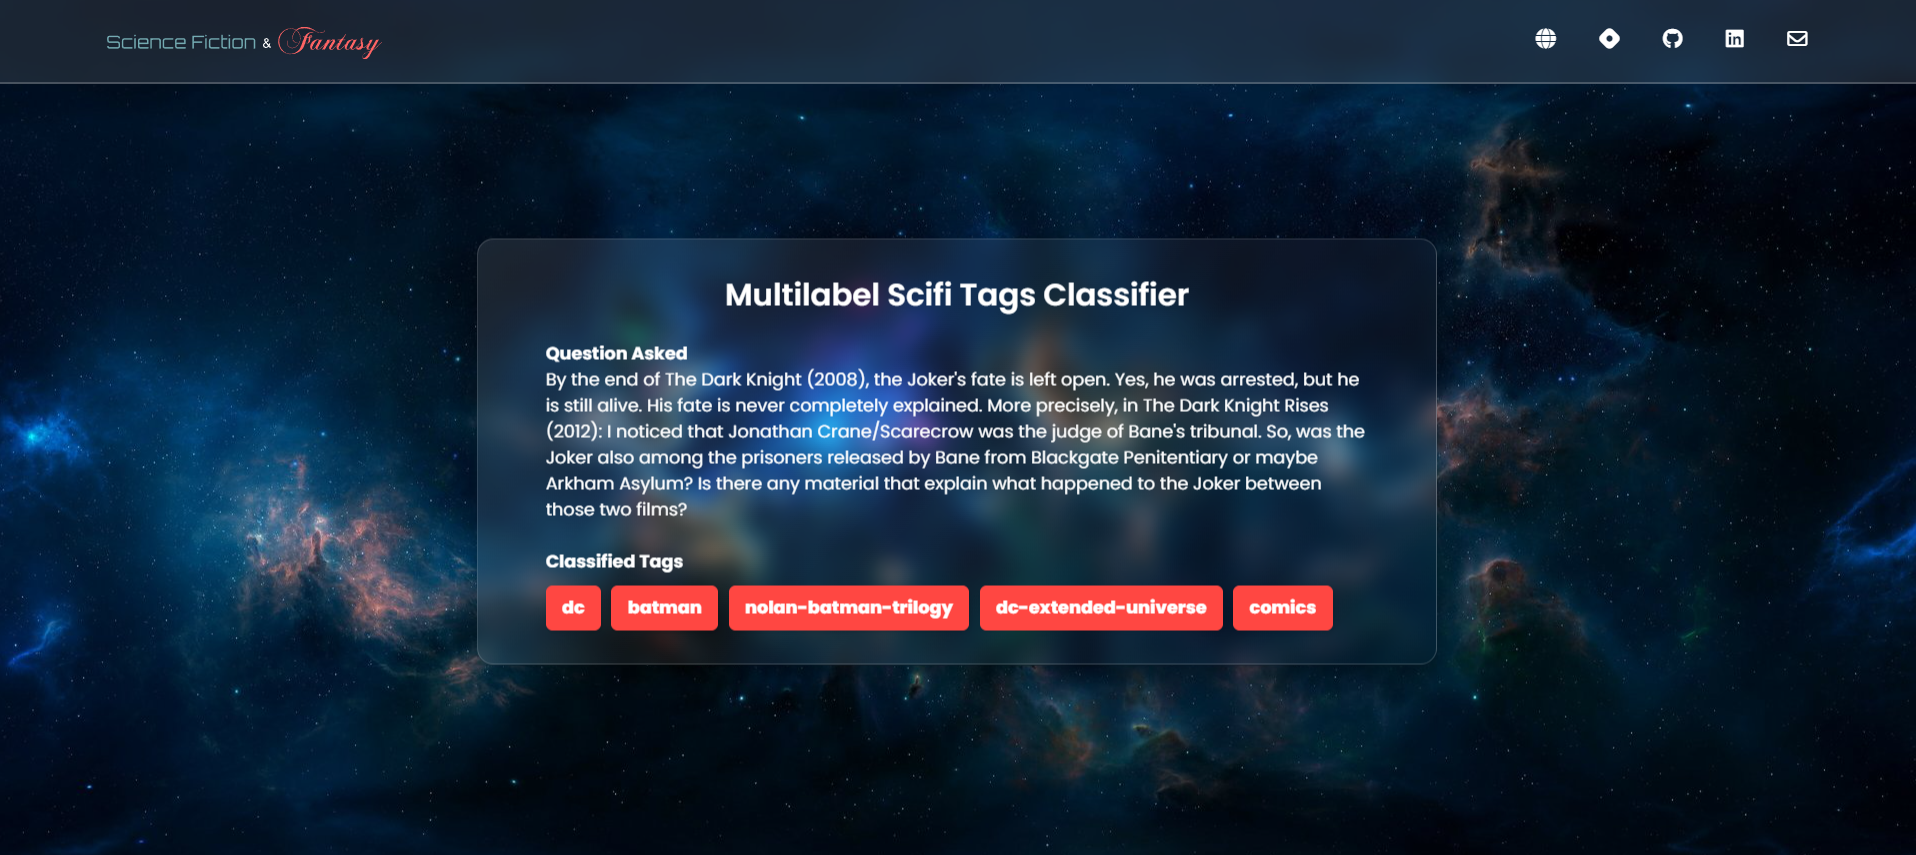 Science Fiction & Fantasy
Multilabel Scifi Tags Classifier
Question Asked
By the end of The Dark Knight (2008), the Joker's fate is left open. Yes, he was arrested, but he
is still alive. His fate is never completely explained. More precisely, in The Dark Knight Rises
(2012): I noticed that Jonathan Crane/Scarecrow was the judge of Bane's tribunal. So, was the
Joker also among the prisoners released by Bane from Blackgate Penitentiary or maybe
Arkham Asylum? Is there any material that explain what happened to the Joker between
those two films?
Classified Tags
dc batman nolan-batman-trilogy dc-extended-universe comics